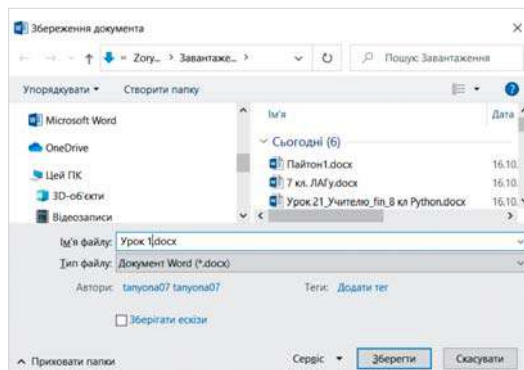 Збереження документа
« Zory... > Завантаже... >
Пошук: Завантаження
Упорядкувати
Створити папку
Microsoft Word
OneDrive
Цей ПК
3D-об'єкти
Відеозаписи
Ім'я
Дата
Сьогодні (6)
Пайтон1.docx 16.10.
7 кл. ЛАГу.docx 16.10.
Урок 21_Учителю_fin_8 кл Python.docx 16.10.
Ім'я файлу: Урок 1.docx
Тип файлу: Документ Word (*.docx)
Автори: tanyona07 tanyona07
Теги: Додати тег
Зберігати ескізи
Приховати папки
Сервіс
Зберегти
Скасувати